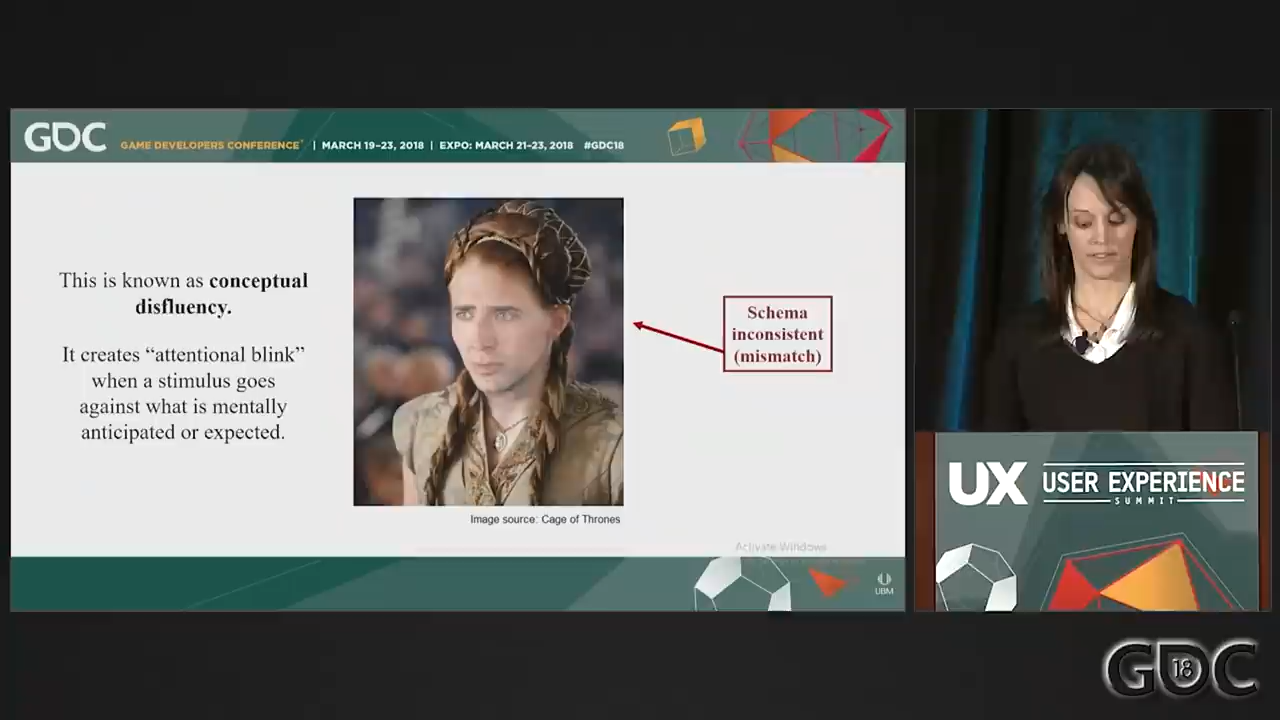 GDC GAME DEVELOPERS CONFERENCE | MARCH 19–23, 2018 | EXPO: MARCH 21–23, 2018 #GDC18
This is known as conceptual
disfluency.
It creates “attentional blink”
when a stimulus goes
against what is mentally
anticipated or expected.
Schema
inconsistent
(mismatch)
Image source: Cage of Thrones
Activate Windows
UBM
UX USER EXPERIENCE
SUMMIT
GDC 18